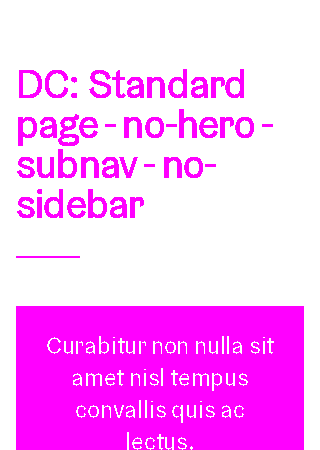 DC: Standard
page - no-hero -
subnav - no-
sidebar
Curabitur non nulla sit
amet nisl tempus
convallis quis ac
lectus.